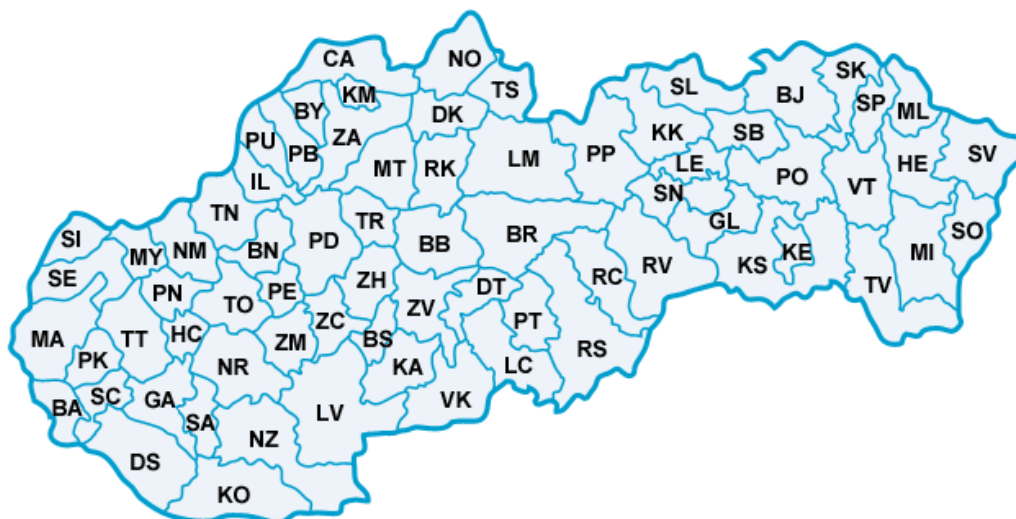 NO
CA
TS
KM
BY
DK
ZA
PU
PB
MT
RK
LM
IL
SK
SL
BJ
SP
ML
KK
SB
PP
LE
PO
HE
SV
VT
SN
GL
TN
TR
PD
BB
BR
SI
MY
NM
BN
SO
MI
KE
KS
RV
RC
SE
PN
TO
PE
ZH
DT
TV
ZC
ZV
PT
MA
TT
HC
ZM
BS
RS
PK
NR
KA
LC
SC
GA
BA
SA
LV
VK
NZ
DS
KO